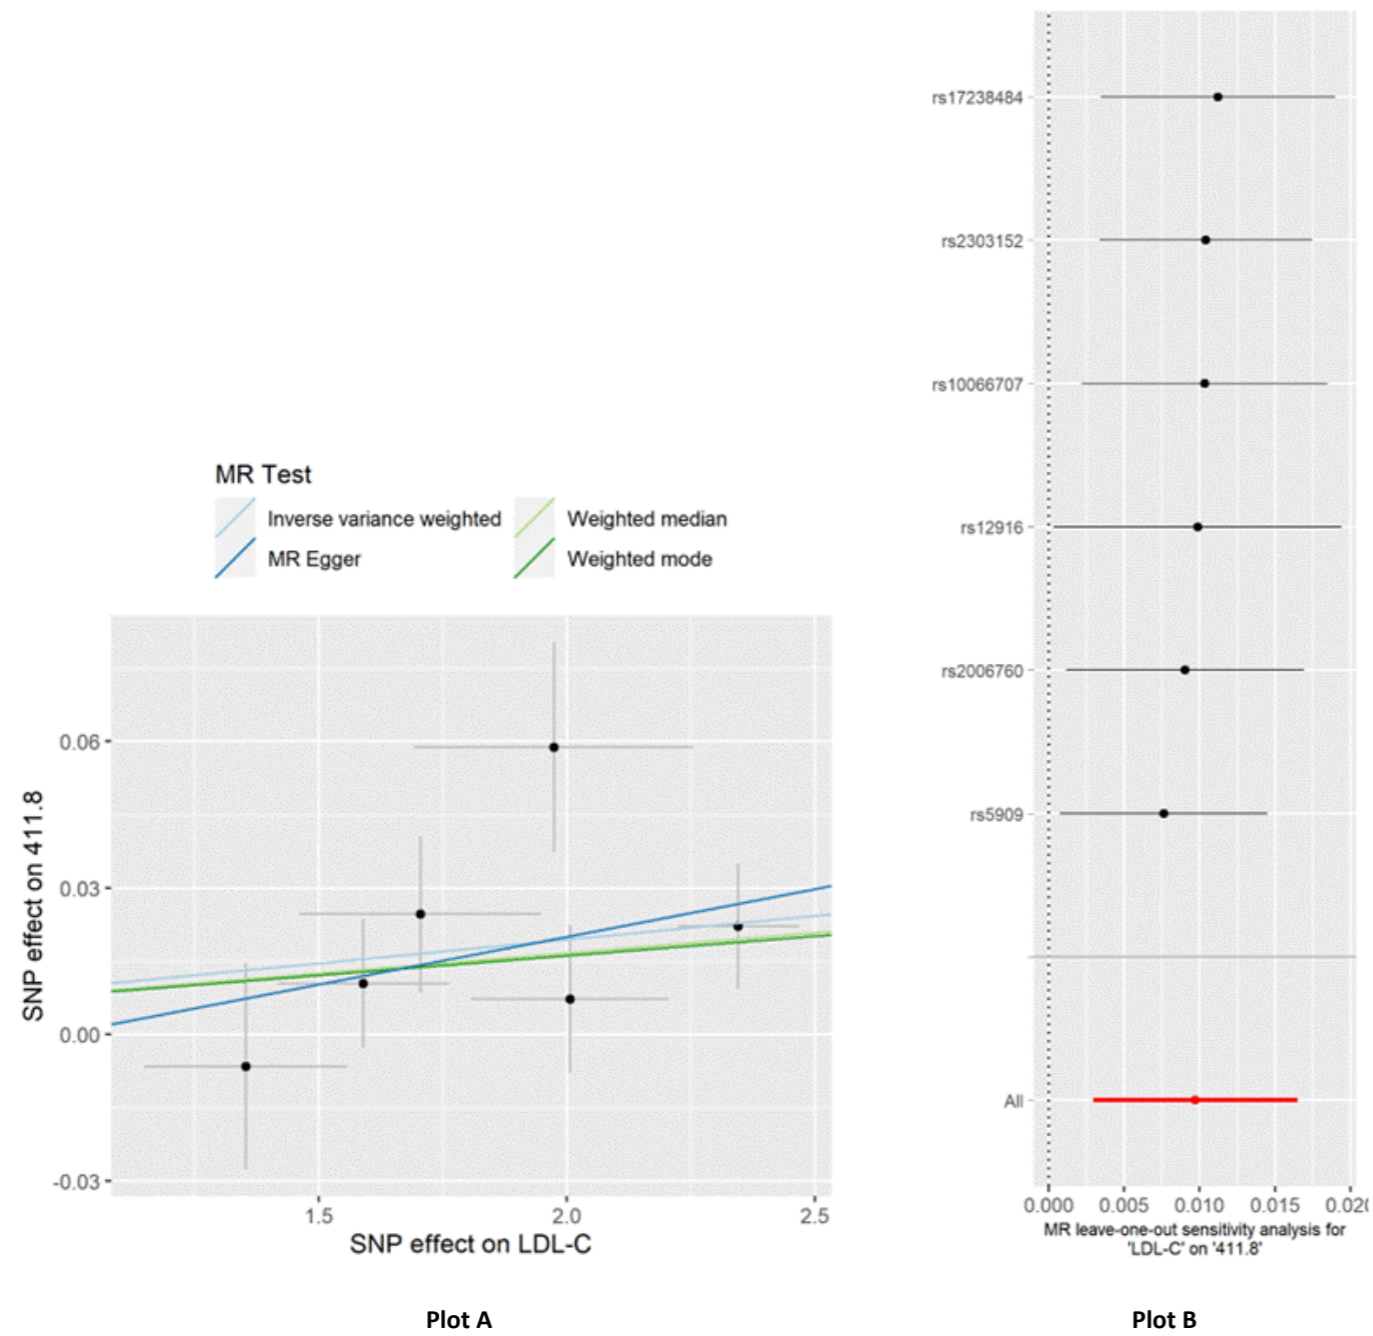 MR Test
Inverse variance weighted
Weighted median
MR Egger
Weighted mode
SNP effect on 411.8
0.06
0.03
0.00
-0.03
1.5
2.0
2.5
SNP effect on LDL-C
Plot A
rs17238484
rs2303152
rs10066707
rs12916
rs2006760
rs5909
All
0.000
0.005
0.010
0.015
0.02
MR leave-one-out sensitivity analysis for
'LDL-C' on '411.8'
Plot B